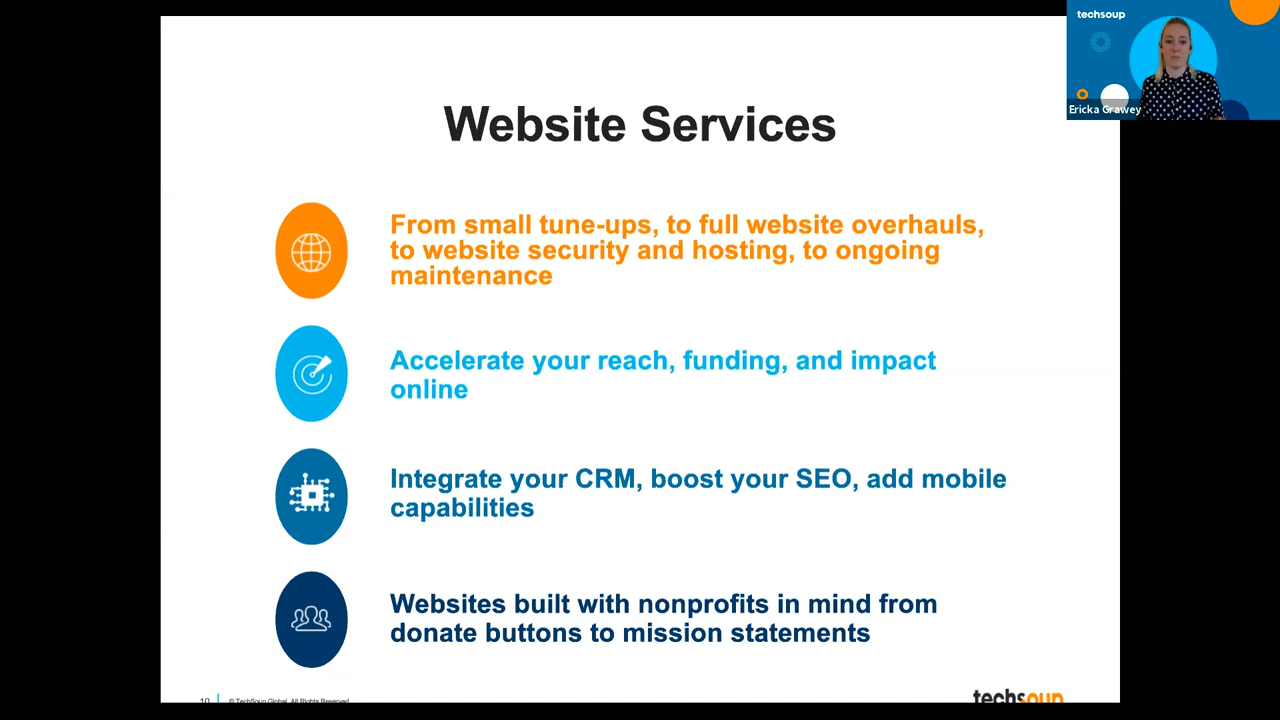 techsoup
Ericka Grawey
Website Services
From small tune-ups, to full website overhauls,
to website security and hosting, to ongoing
maintenance
Accelerate your reach, funding, and impact
online
Integrate your CRM, boost your SEO, add mobile
capabilities
Websites built with nonprofits in mind from
donate buttons to mission statements
10
© TechSoup Global. All Rights Reserved.
techsoup